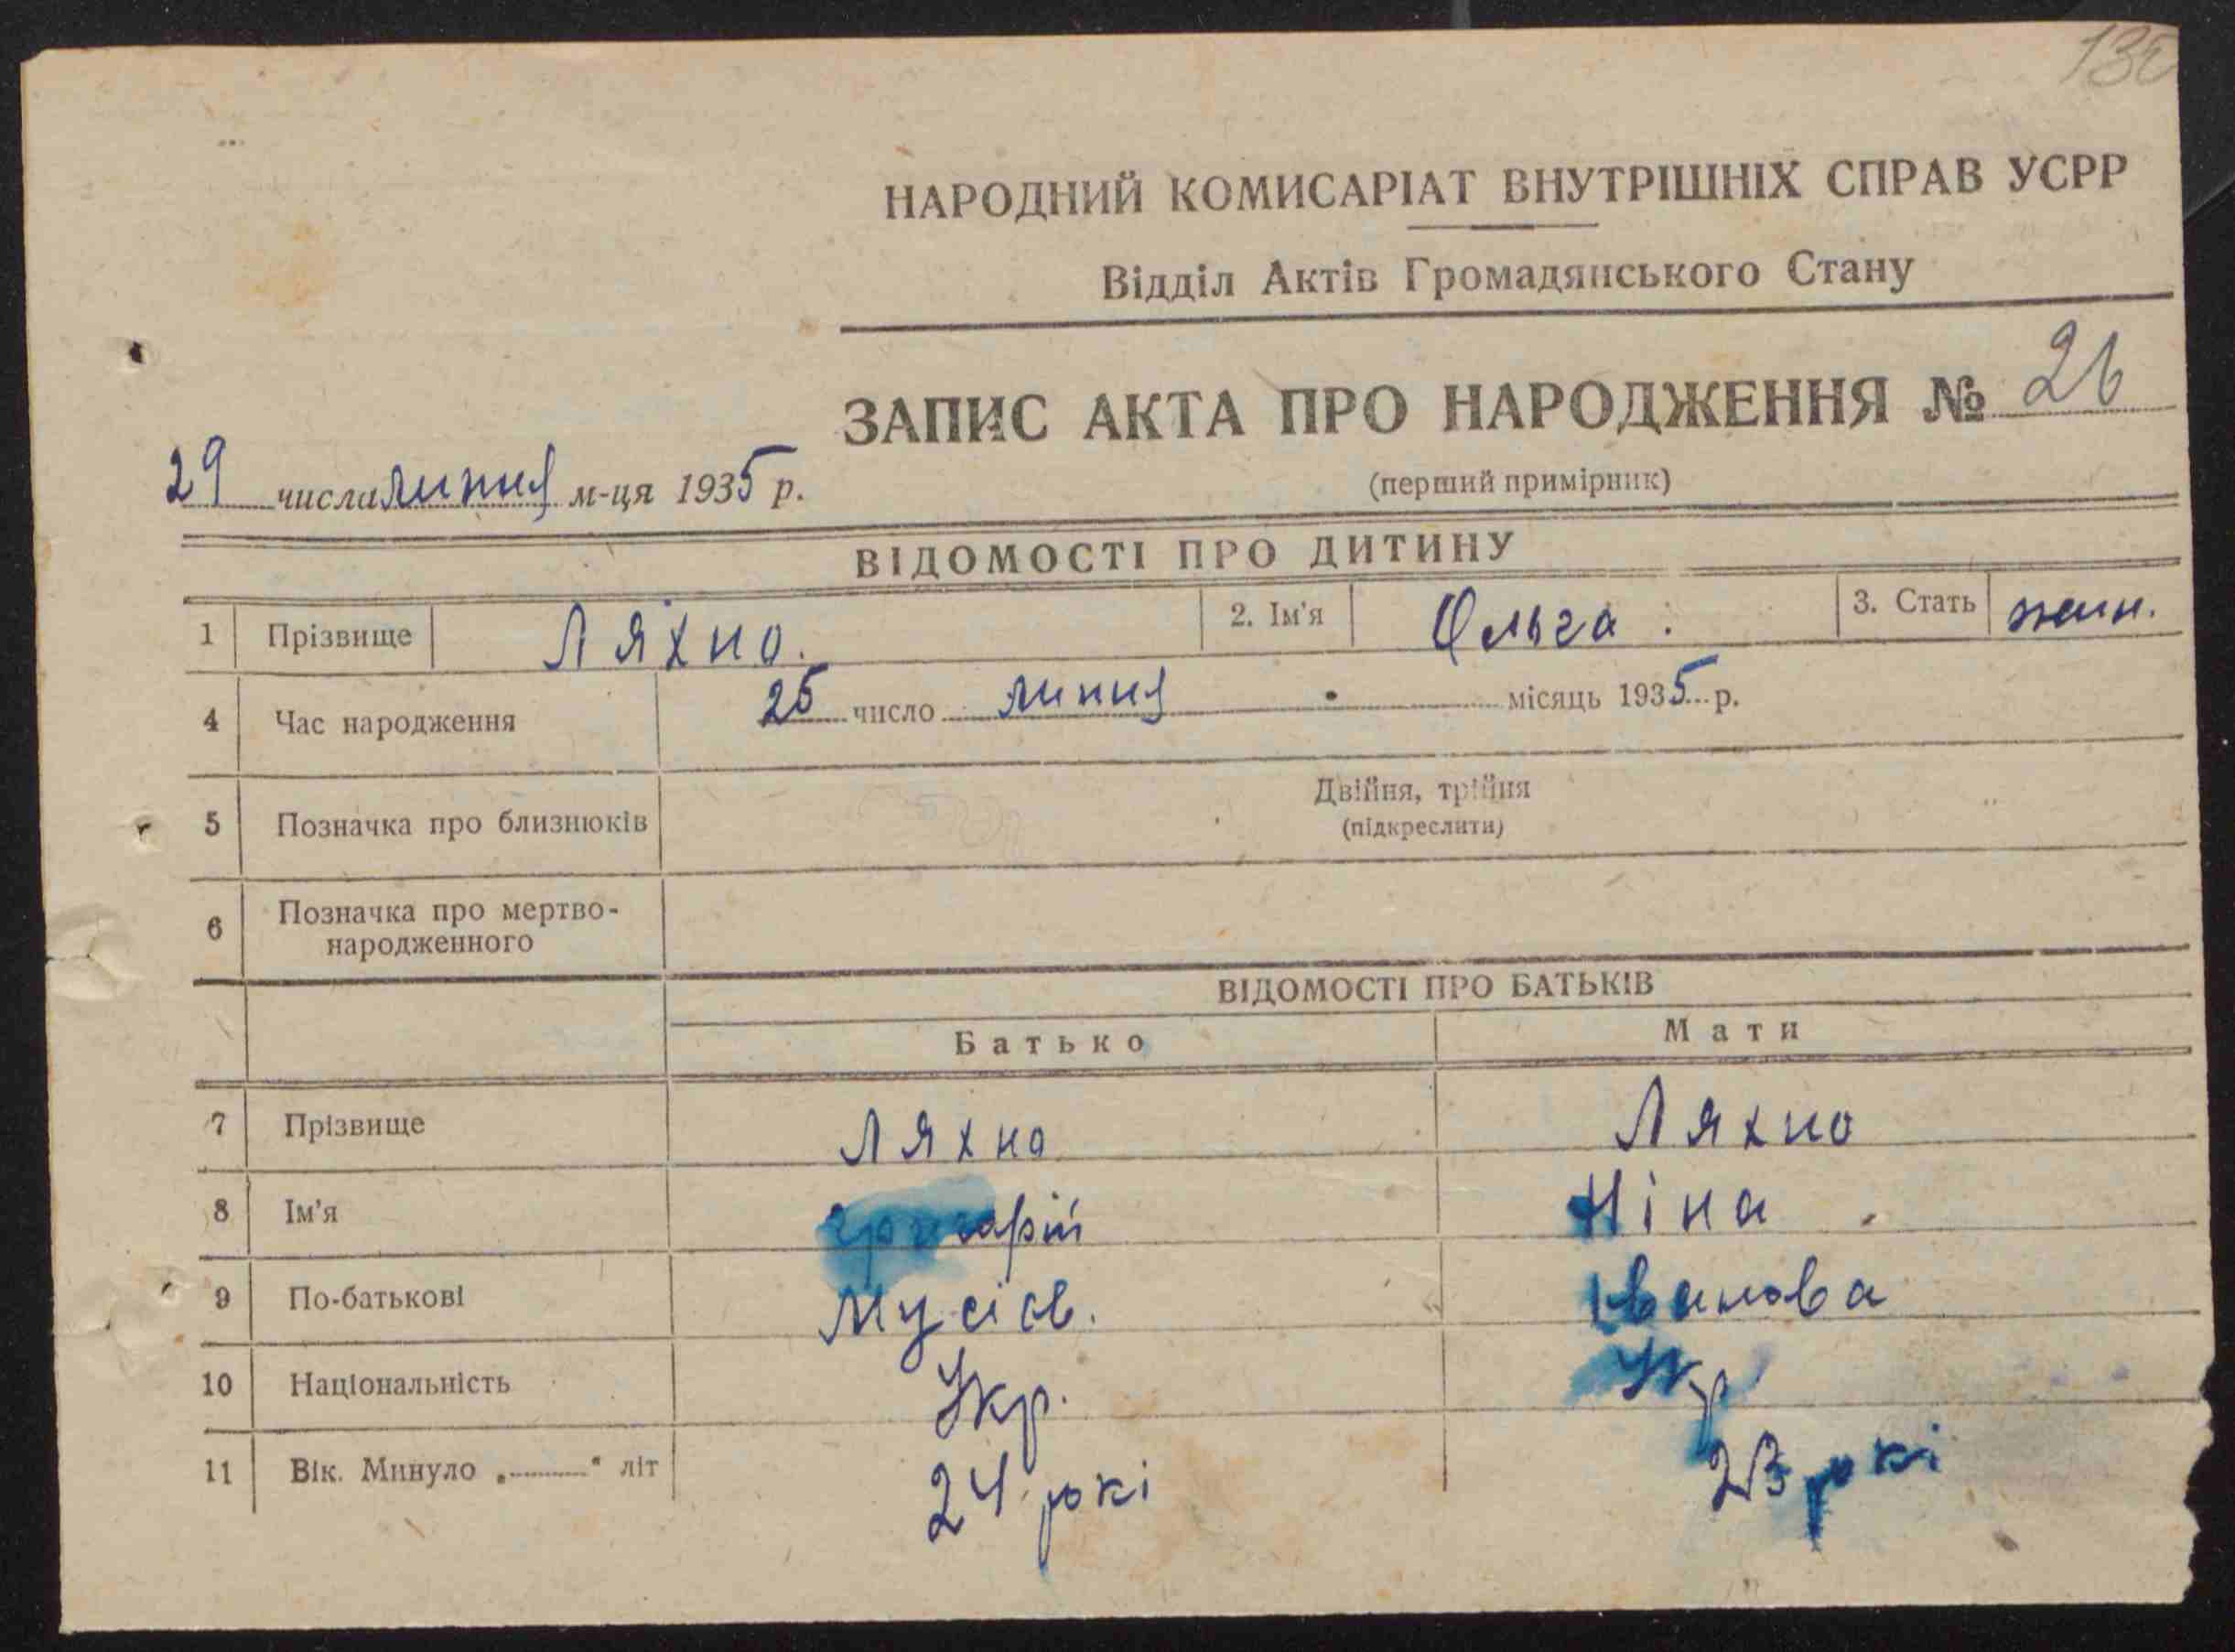 НАРОДНИЙ КОМИСАРІАТ ВНУТРІШНІХ СПРАВ УСРР
Відділ Актів Громадянського Стану
ЗАПИС АКТА ПРО НАРОДЖЕННЯ № 26
29 числа липня м-ця 1935 р.
(перший примірник)
ВІДОМОСТІ ПРО ДИТИНУ
1 Прізвище Ляхно. 2. Ім'я Ольга. 3. Стать жін.
4 Час народження 25 число липня місяць 1935 р.
5 Позначка про близнюків Двійня, трійня
(підкреслити)
6 Позначка про мертво-
народженного
ВІДОМОСТІ ПРО БАТЬКІВ
Батько Мати
7 Прізвище Ляхно Ляхно
8 Ім'я Григорій Ніна
9 По-батькові Мусієв. Іванова
10 Національність Укр. Укр
11 Вік. Минуло „ " літ 24 рокі 23 рокі